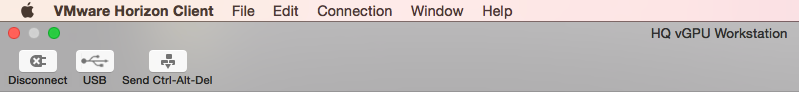 VMware Horizon Client File Edit Connection Window Help
HQ vGPU Workstation
Disconnect USB Send Ctrl-Alt-Del